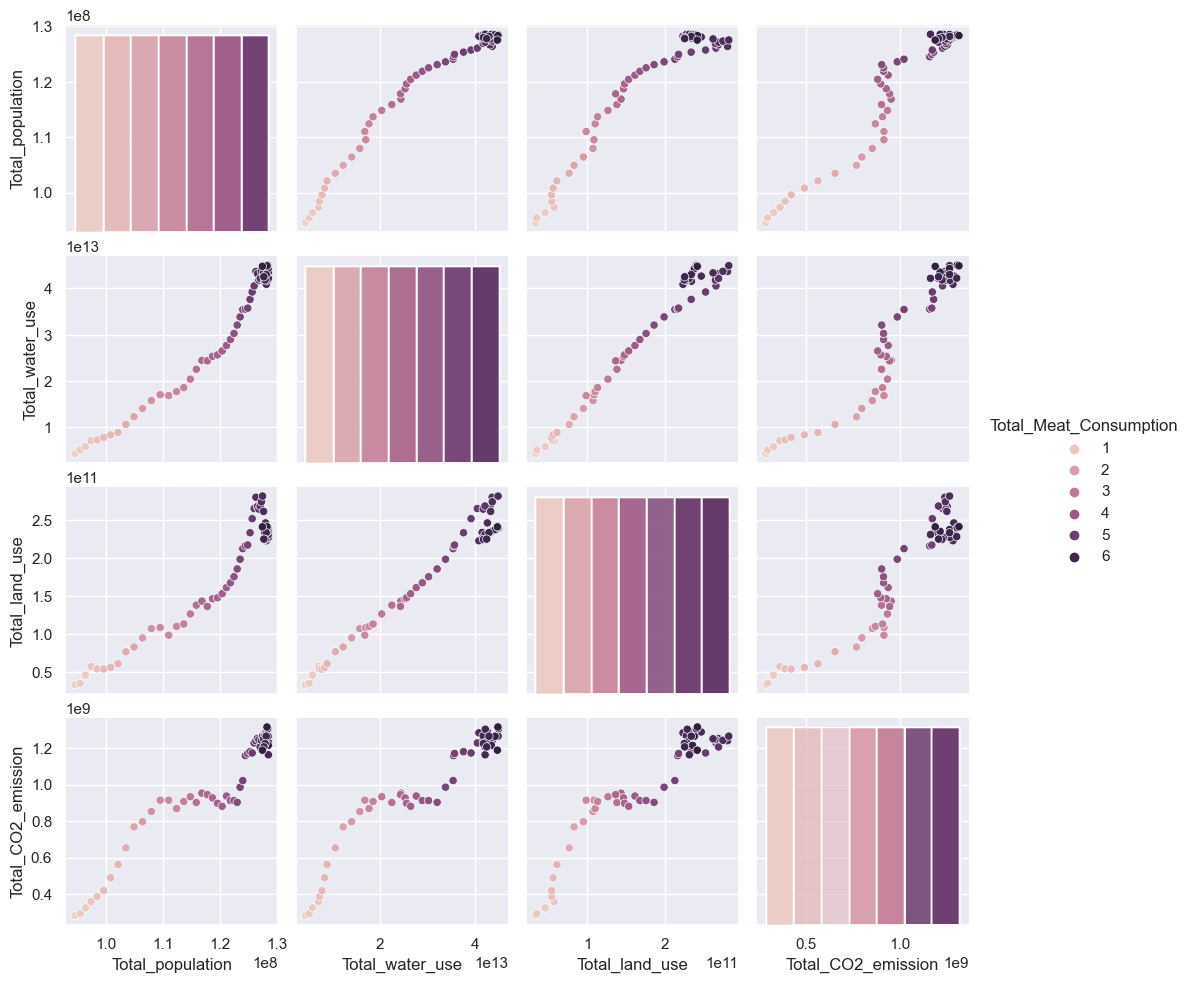 1e8
1.3
1.2
1.1
1.0
Total_population
1e13
4
3
2
1
Total_water_use
Total_Meat_Consumption
1
2
3
4
5
6
1e11
2.5
2.0
1.5
1.0
0.5
Total_land_use
1e9
1.2
1.0
0.8
0.6
0.4
Total_CO2_emission
1.0 1.1 1.2 1.3 2 4 1 2 0.5 1.0
Total_population 1e8 Total_water_use 1e13 Total_land_use 1e11 Total_CO2_emission 1e9